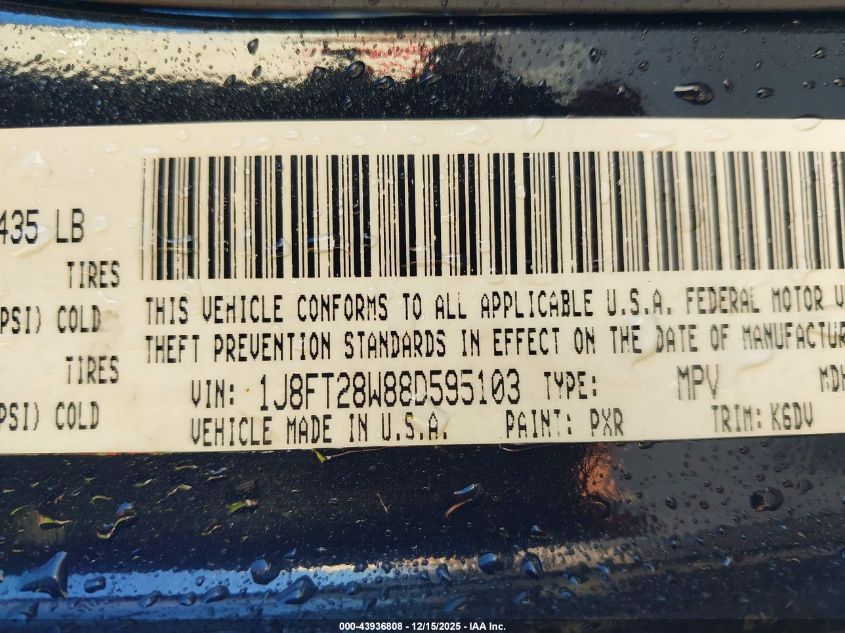 435 LB
TIRES
PSI) COLD
TIRES
PSI) COLD
THIS VEHICLE CONFORMS TO ALL APPLICABLE U.S.A. FEDERAL MOTOR V
THEFT PREVENTION STANDARDS IN EFFECT ON THE DATE OF MANUFACTUR
VIN: 1J8FT28W88D595103 TYPE: MPV MDH
VEHICLE MADE IN U.S.A. PAINT: PXR TRIM: K6DV
000-43936808 - 12/15/2025 - IAA Inc.